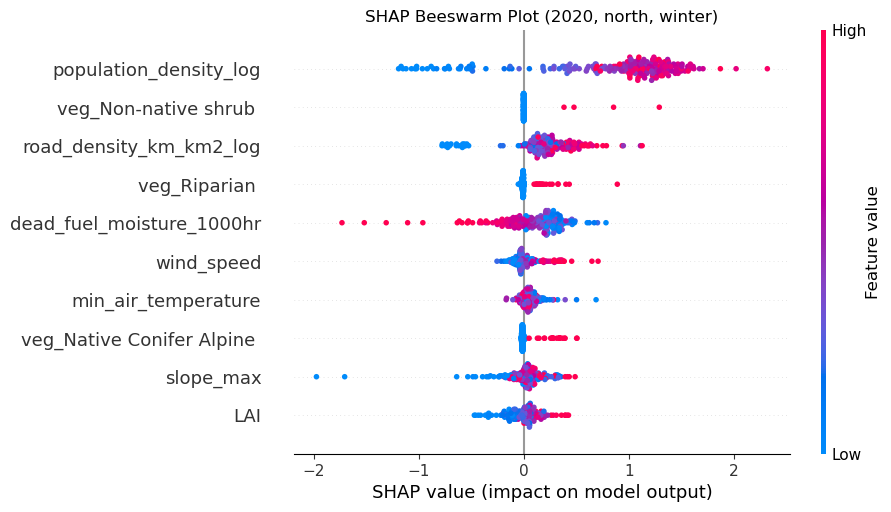 SHAP Beeswarm Plot (2020, north, winter)
High
population_density_log
veg_Non-native shrub
road_density_km_km2_log
veg_Riparian
dead_fuel_moisture_1000hr
wind_speed
min_air_temperature
veg_Native Conifer Alpine
slope_max
LAI
Feature value
Low
−2
−1
0
1
2
SHAP value (impact on model output)